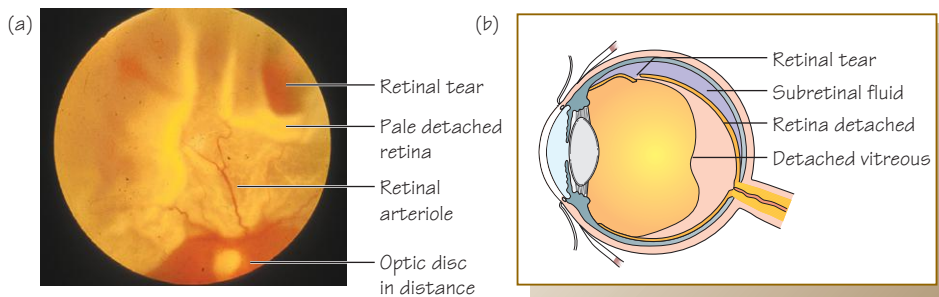 (a)
Retinal tear
Pale detached
retina
Retinal
arteriole
Optic disc
in distance
(b)
Retinal tear
Subretinal fluid
Retina detached
Detached vitreous